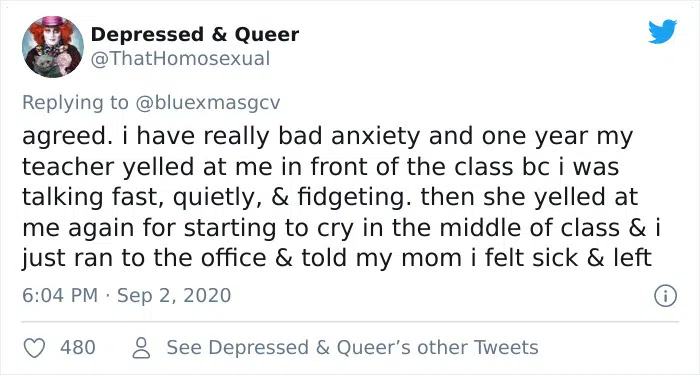 Depressed & Queer
@ThatHomosexual
Replying to @bluexmasgcv
agreed. i have really bad anxiety and one year my
teacher yelled at me in front of the class bc i was
talking fast, quietly, & fidgeting. then she yelled at
me again for starting to cry in the middle of class & i
just ran to the office & told my mom i felt sick & left
6:04 PM · Sep 2, 2020
480
See Depressed & Queer’s other Tweets